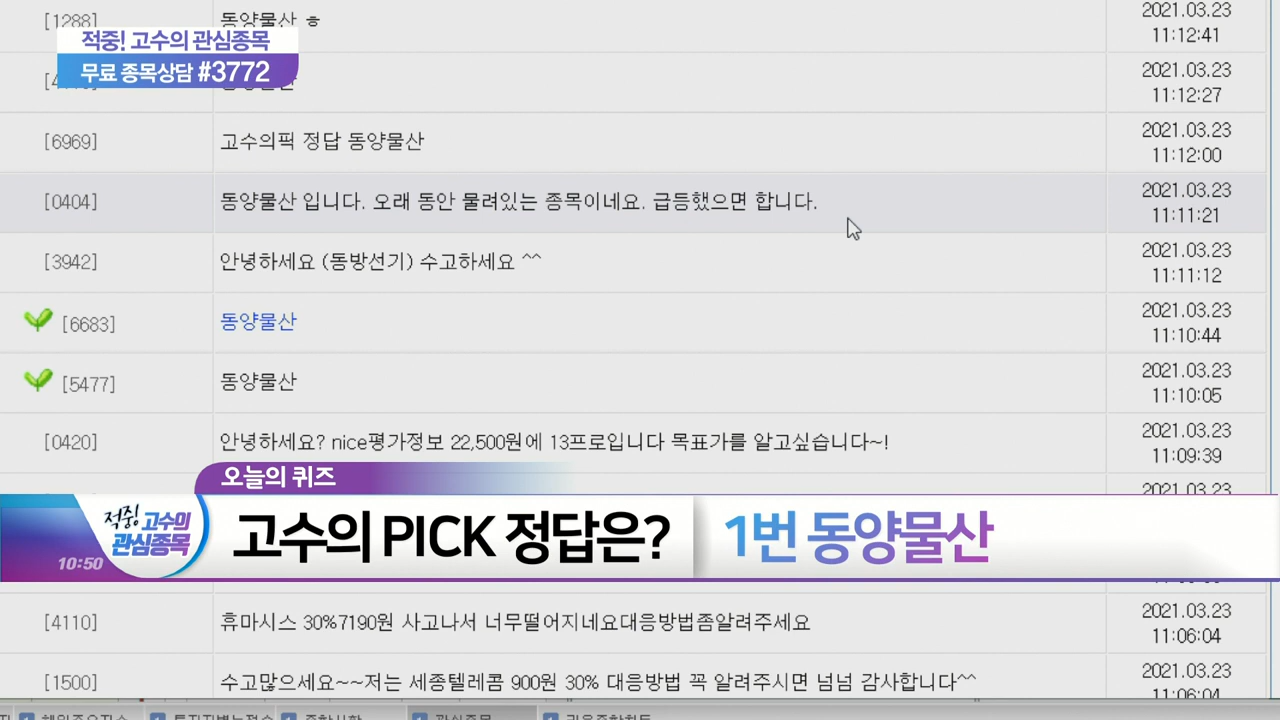 [1288] 동양물산 ㅎ 2021.03.23
11:12:41
적중! 고수의 관심종목
무료 종목상담 #3772
2021.03.23
11:12:27
[6969] 고수의픽 정답 동양물산 2021.03.23
11:12:00
[0404] 동양물산 입니다. 오래 동안 물려있는 종목이네요. 급등했으면 합니다. 2021.03.23
11:11:21
[3942] 안녕하세요 (동방선기) 수고하세요 ^^ 2021.03.23
11:11:12
[6683] 동양물산 2021.03.23
11:10:44
[5477] 동양물산 2021.03.23
11:10:05
[0420] 안녕하세요? nice평가정보 22,500원에 13프로입니다 목표가를 알고싶습니다~! 2021.03.23
11:09:39
오늘의 퀴즈
2021.03.23
적중! 고수의 관심종목
10:50
고수의 PICK 정답은? 1번 동양물산
[4110] 휴마시스 30%7190원 사고나서 너무떨어지네요대응방법좀알려주세요 2021.03.23
11:06:04
[1500] 수고많으세요~~저는 세종텔레콤 900원 30% 대응방법 꼭 알려주시면 넘넘 감사합니다^^ 2021.03.23
11:06:04